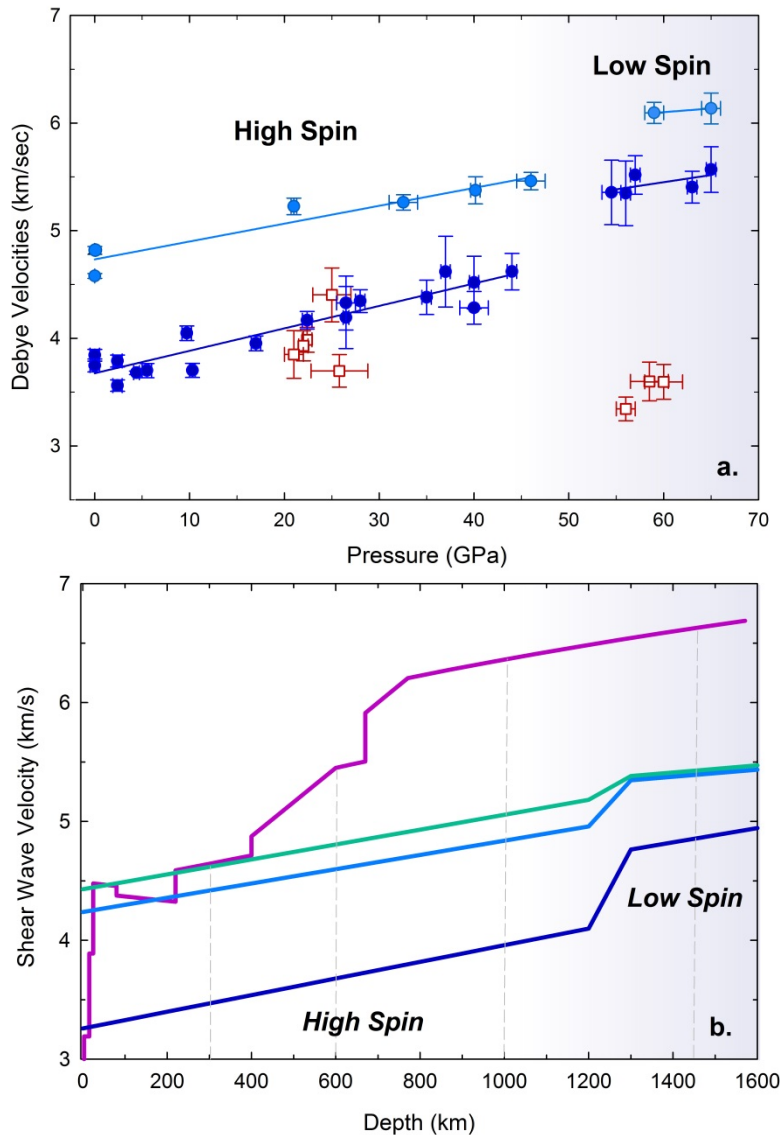 7
6
5
4
3
Debye Velocities (km/sec)
High Spin
Low Spin
a.
0 10 20 30 40 50 60 70
Pressure (GPa)
7
6
5
4
3
Shear Wave Velocity (km/s)
Low Spin
High Spin
b.
0 200 400 600 800 1000 1200 1400 1600
Depth (km)